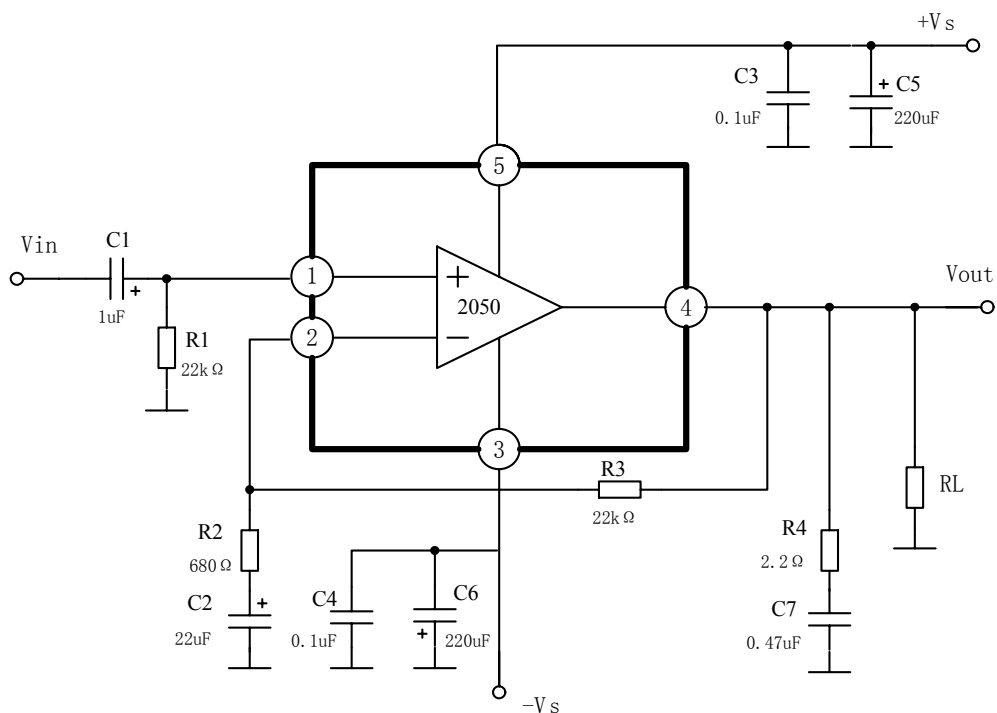 +Vs
C3
0.1uF
+
C5
220uF
5
Vin
C1
+
1uF
1
+
2050
4
Vout
R1
22kΩ
2
−
3
R3
22kΩ
RL
R2
680Ω
R4
2.2Ω
C2
+
22uF
C4
0.1uF
C6
+
220uF
C7
0.47uF
−Vs